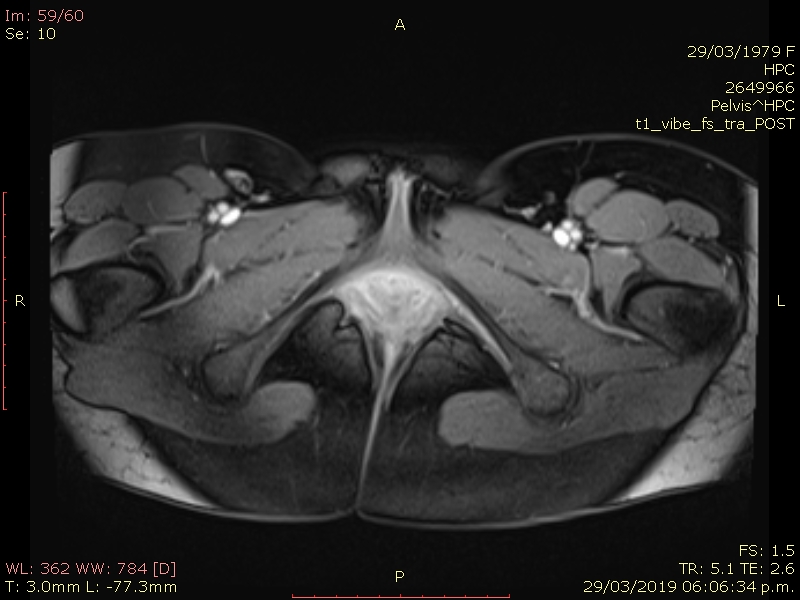 Im: 59/60
Se: 10
A
29/03/1979 F
HPC
2649966
Pelvis^HPC
t1_vibe_fs_tra_POST
R
L
WL: 362 WW: 784 [D]
T: 3.0mm L: -77.3mm
P
FS: 1.5
TR: 5.1 TE: 2.6
29/03/2019 06:06:34 p.m.